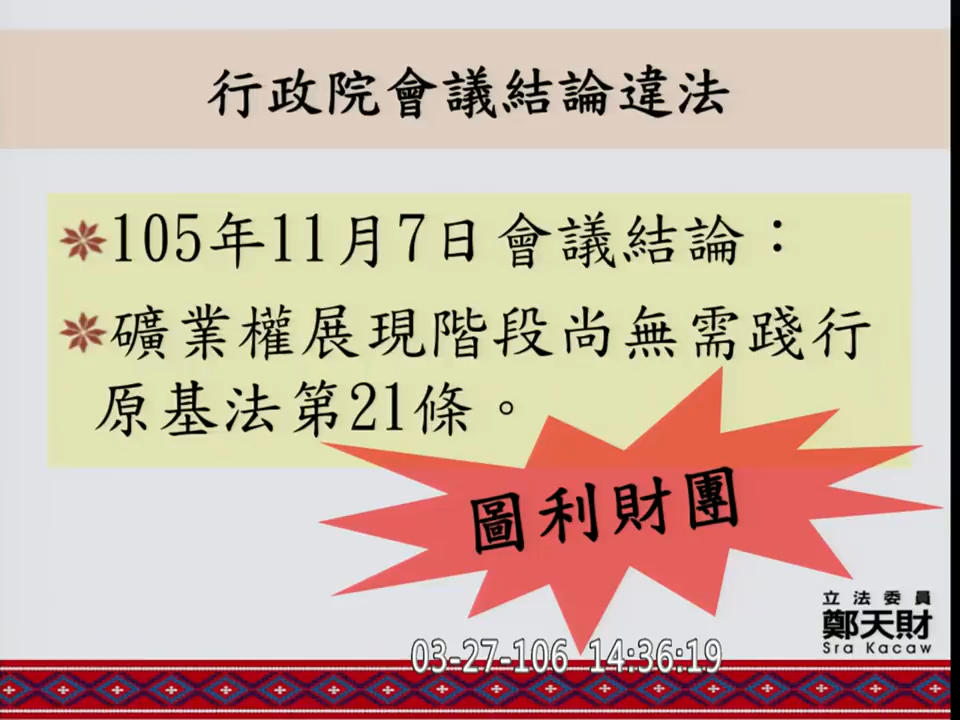 行政院會議結論違法
105年11月7日會議結論：
礦業權展現階段尚無需踐行
原基法第21條。
圖利財團
立法委員
鄭天財
Sra Kacaw
03-27-106 14:36:19